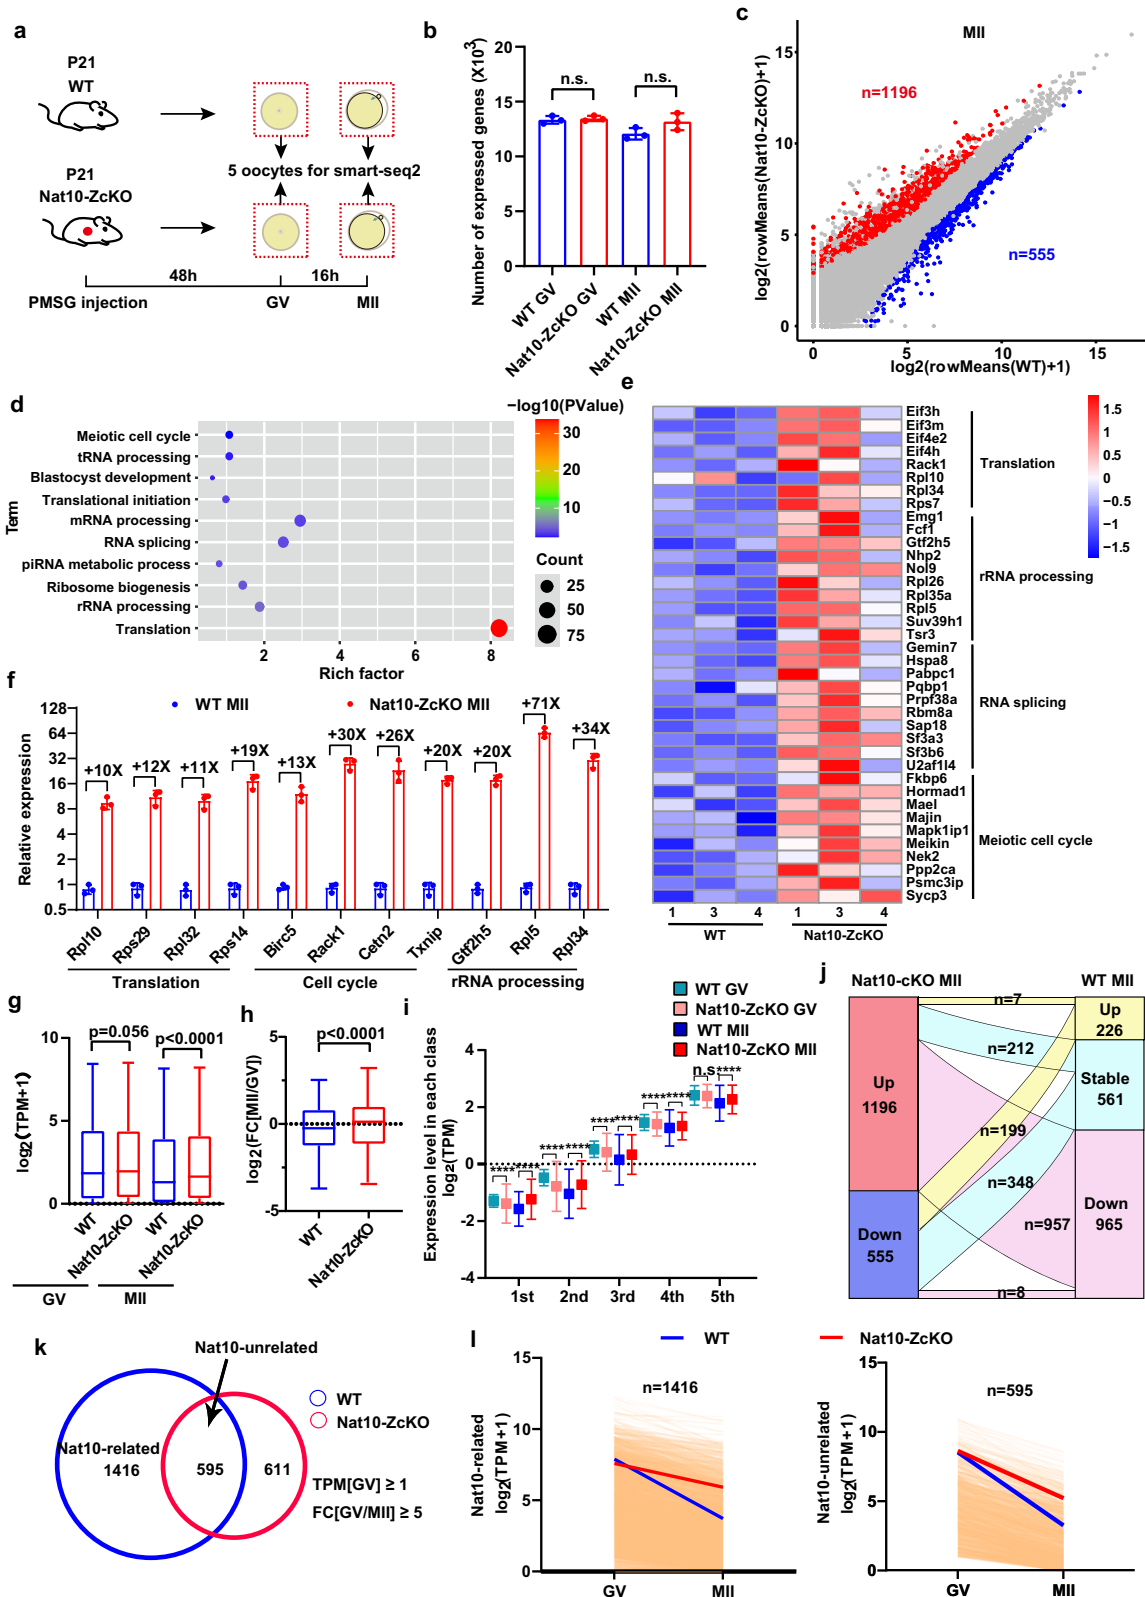 a
P21
WT
P21
Nat10-ZcKO
5 oocytes for smart-seq2
48h
16h
PMSG injection
GV
MII
b
Number of expressed genes (X10³)
20
15
10
5
0
n.s.
n.s.
WT GV
Nat10-ZcKO GV
WT MII
Nat10-ZcKO MII
c
MII
n=1196
n=555
log2(rowMeans(Nat10-ZcKO)+1)
15
10
5
0
0
5
10
15
log2(rowMeans(WT)+1)
d
Term
Meiotic cell cycle
tRNA processing
Blastocyst development
Translational initiation
mRNA processing
RNA splicing
piRNA metabolic process
Ribosome biogenesis
rRNA processing
Translation
2
4
6
8
Rich factor
−log10(PValue)
30
20
10
Count
25
50
75
e
Eif3h
Eif3m
Eif4e2
Eif4h
Rack1
Rpl10
Rpl34
Rps7
Emg1
Fcf1
Gtf2h5
Nhp2
Nol9
Rpl26
Rpl35a
Rpl5
Suv39h1
Tsr3
Gemin7
Hspa8
Pabpc1
Pqbp1
Prpf38a
Rbm8a
Sap18
Sf3a3
Sf3b6
U2af1l4
Fkbp6
Hormad1
Mael
Majin
Mapk1ip1
Meikin
Nek2
Ppp2ca
Psmc3ip
Sycp3
Translation
rRNA processing
RNA splicing
Meiotic cell cycle
1.5
1
0.5
0
−0.5
−1
−1.5
1 3 4 1 3 4
WT
Nat10-ZcKO
f
WT MII
Nat10-ZcKO MII
Relative expression
128
64
32
16
8
4
2
1
0.5
+10X
+12X
+11X
+19X
+13X
+30X
+26X
+20X
+20X
+71X
+34X
Rpl10
Rps29
Rpl32
Rps14
Birc5
Rack1
Cetn2
Txnip
Gtf2h5
Rpl5
Rpl34
Translation
Cell cycle
rRNA processing
g
log₂(TPM+1)
10
5
0
p=0.056
p<0.0001
WT
Nat10-ZcKO
WT
Nat10-ZcKO
GV
MII
h
log₂(FC[MII/GV])
5
0
-5
p<0.0001
WT
Nat10-ZcKO
i
WT GV
Nat10-ZcKO GV
WT MII
Nat10-ZcKO MII
Expression level in each class
log₂(TPM)
4
2
0
-2
-4
****
****
****
****
****
****
****
****
n.s.
****
1st
2nd
3rd
4th
5th
j
Nat10-cKO MII
WT MII
Up
1196
Down
555
n=7
n=212
n=199
n=348
n=957
n=8
Up
226
Stable
561
Down
965
k
Nat10-unrelated
WT
Nat10-ZcKO
Nat10-related
1416
595
611
TPM[GV] ≥ 1
FC[GV/MII] ≥ 5
l
WT
Nat10-ZcKO
Nat10-related
log₂(TPM+1)
15
10
5
0
n=1416
GV
MII
Nat10-unrelated
log₂(TPM+1)
15
10
5
0
n=595
GV
MII